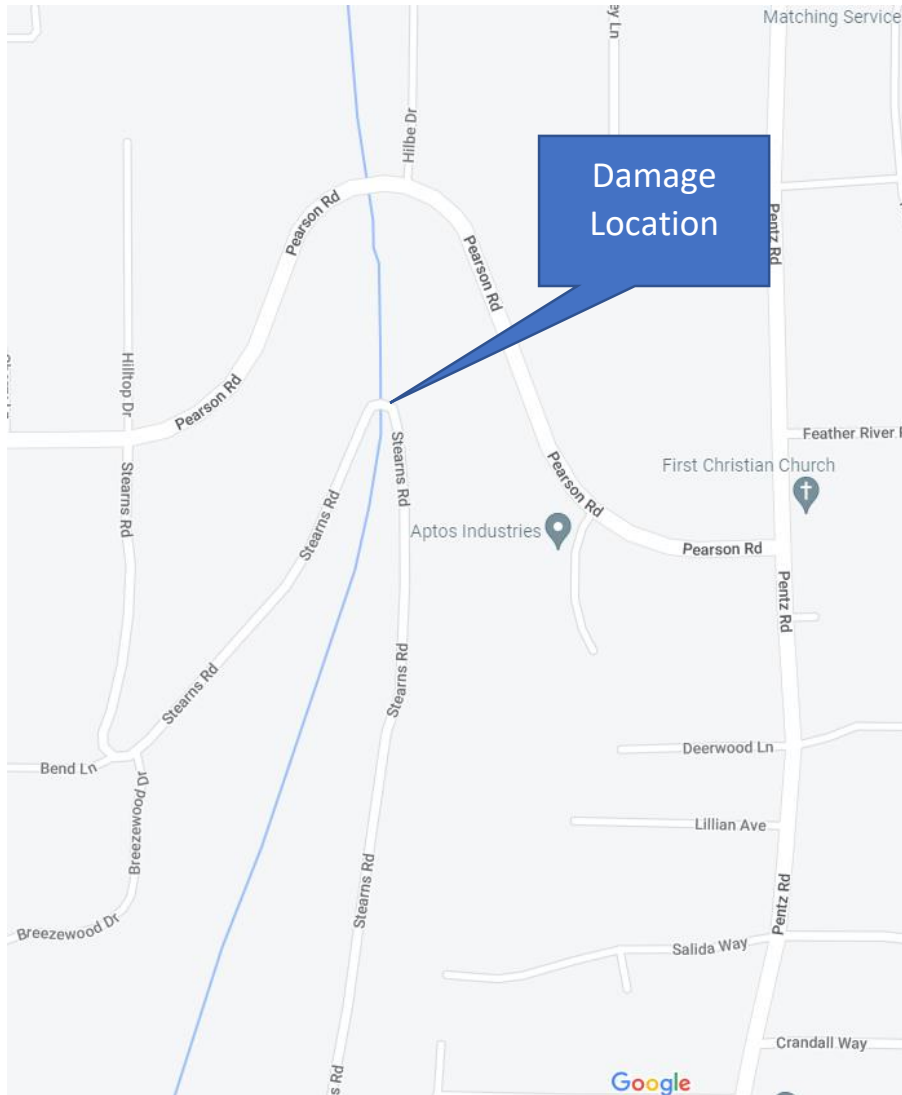 Matching Service
ey Ln
Hilbe Dr
Damage
Location
Pearson Rd
Pentz Rd
Pearson Rd
Hilltop Dr
Pearson Rd
Feather River
Stearns Rd
First Christian Church
Stearns Rd
Pearson Rd
Stearns Rd
Aptos Industries
Pearson Rd
Pentz Rd
Stearns Rd
Stearns Rd
Deerwood Ln
Bend Ln
Breezewood Dr
Lillian Ave
Stearns Rd
Pentz Rd
Breezewood Dr
Salida Way
Crandall Way
s Rd
Google